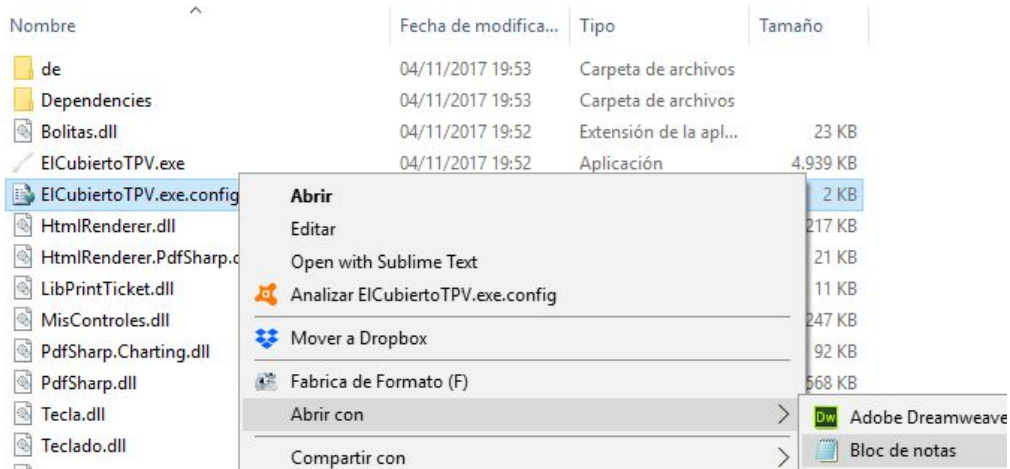 Nombre Fecha de modifica... Tipo Tamaño
de 04/11/2017 19:53 Carpeta de archivos
Dependencies 04/11/2017 19:53 Carpeta de archivos
Bolitas.dll 04/11/2017 19:52 Extensión de la apl... 23 KB
ElCubiertoTPV.exe 04/11/2017 19:52 Aplicación 4.939 KB
ElCubiertoTPV.exe.config 2 KB
Abrir
HtmlRenderer.dll 217 KB
Editar
HtmlRenderer.PdfSharp.d 21 KB
Open with Sublime Text
LibPrintTicket.dll 11 KB
Analizar ElCubiertoTPV.exe.config
MisControles.dll 247 KB
Mover a Dropbox
PdfSharp.Charting.dll 92 KB
PdfSharp.dll 568 KB
Fabrica de Formato (F)
Tecla.dll
Abrir con
Dw Adobe Dreamweave
Teclado.dll
Compartir con
Bloc de notas